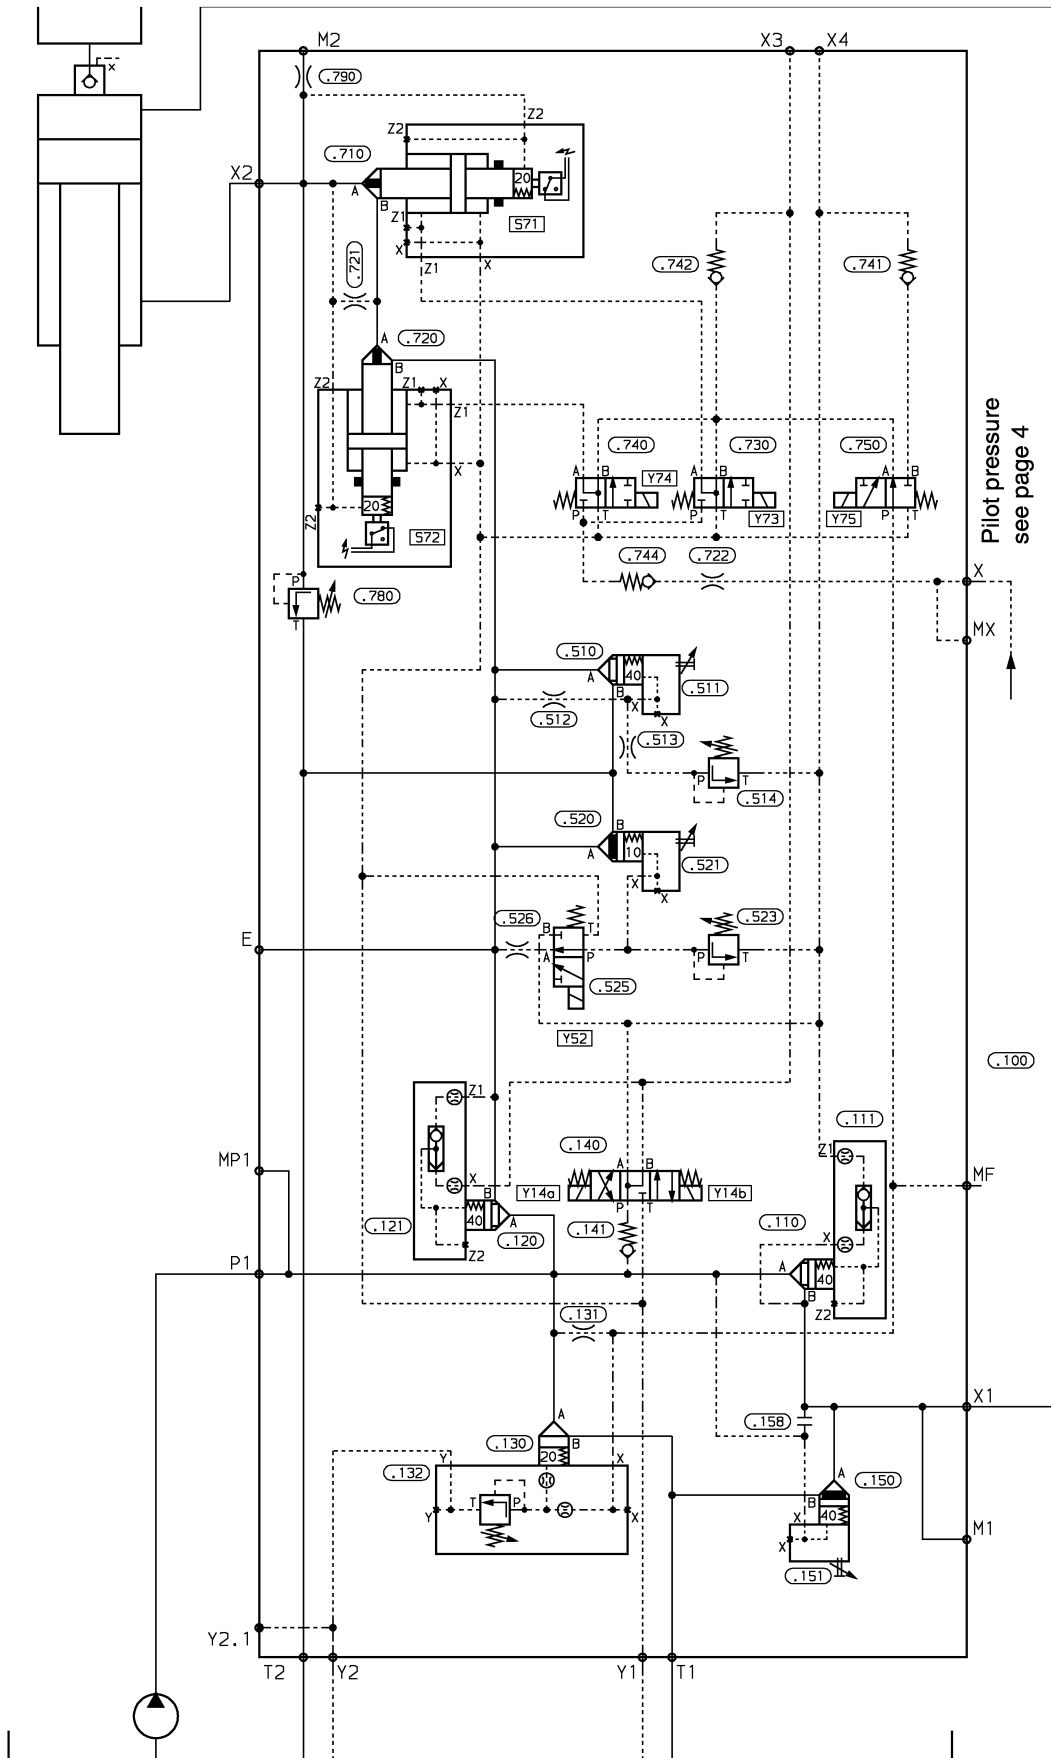 M2
X3 X4
x
.790
Z2
Z2
.710
X2
A
20
B
Z1
S71
X
Z1
X
.721
.742
.741
A
.720
B
Z2
Z1
X
Z1
Pilot pressure
see page 4
.740
.730
.750
X
A B
Y74
A B
A B
20
P T
P T
Y73
Y75
P T
Z2
S72
.744
.722
X
P
.780
MX
T
.510
A
40
.511
B
X
X
.512
.513
P T
.514
.520
B
A
10
.521
X
X
.526
B T
.523
E
A P
P T
.525
Y52
.100
Z1
.111
.140
Z1
MP1
A B
X
MF
B
Y14a
Y14b
.121
40
A
P T
.110
.141
X
.120
Z2
P1
A
40
B
Z2
.131
X1
A
.158
.130
B
20
X
A
.150
.132
Y
B
40
T P
X
Y
X
M1
X
.151
Y2.1
T2
Y2
Y1
T1